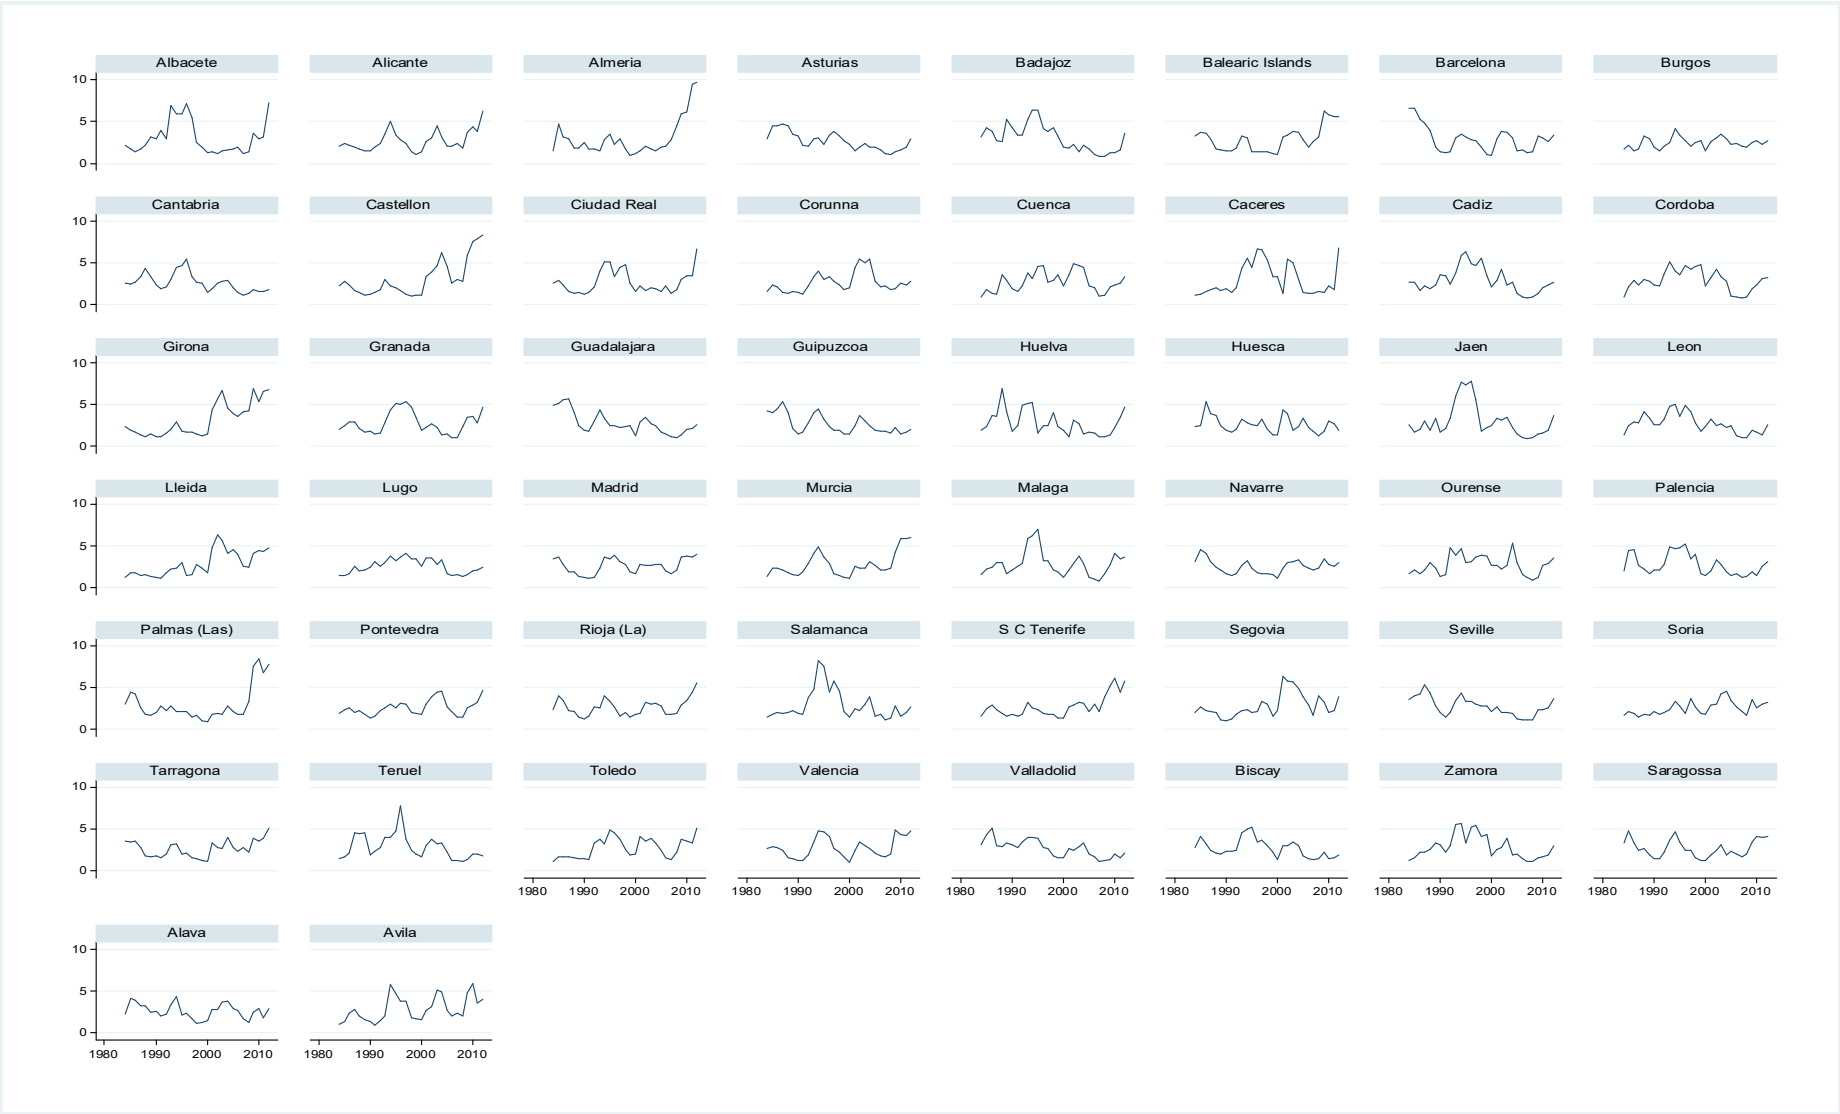 Albacete Alicante Almeria Asturias Badajoz Balearic Islands Barcelona Burgos
10
5
0
Cantabria Castellon Ciudad Real Corunna Cuenca Caceres Cadiz Cordoba
10
5
0
Girona Granada Guadalajara Guipuzcoa Huelva Huesca Jaen Leon
10
5
0
Lleida Lugo Madrid Murcia Malaga Navarre Ourense Palencia
10
5
0
Palmas (Las) Pontevedra Rioja (La) Salamanca S C Tenerife Segovia Seville Soria
10
5
0
Tarragona Teruel Toledo Valencia Valladolid Biscay Zamora Saragossa
10
5
0
1980 1990 2000 2010 1980 1990 2000 2010 1980 1990 2000 2010 1980 1990 2000 2010 1980 1990 2000 2010 1980 1990 2000 2010
Alava Avila
10
5
0
1980 1990 2000 2010 1980 1990 2000 2010